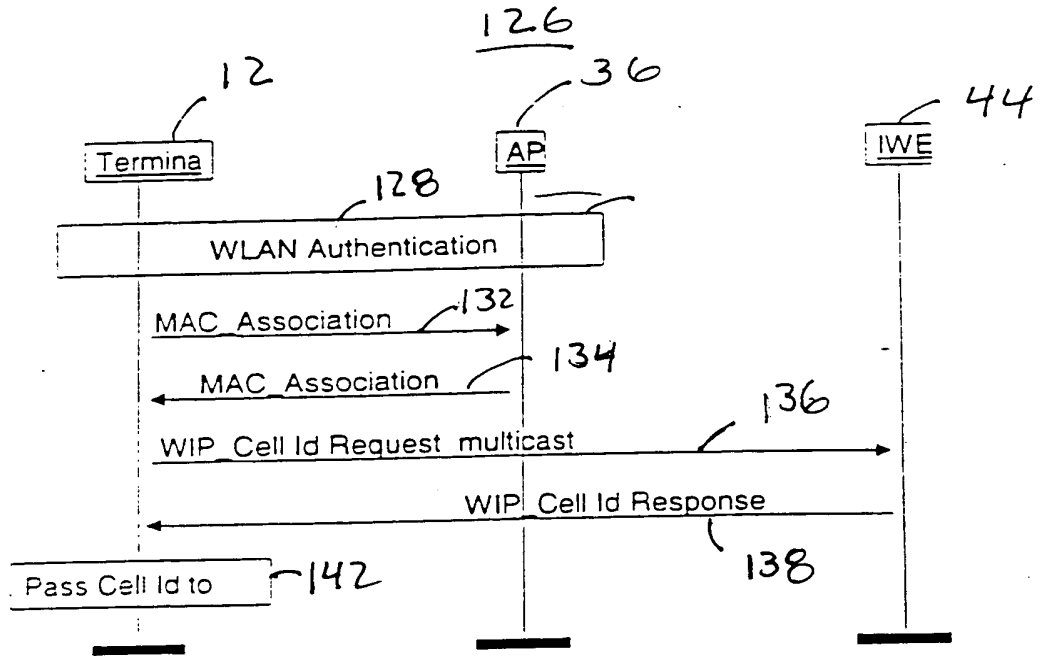 126
12
36
44
Termina
AP
IWE
128
WLAN Authentication
MAC_Association
132
MAC_Association
134
WIP_Cell Id Request multicast
136
WIP_Cell Id Response
138
Pass Cell Id to
142